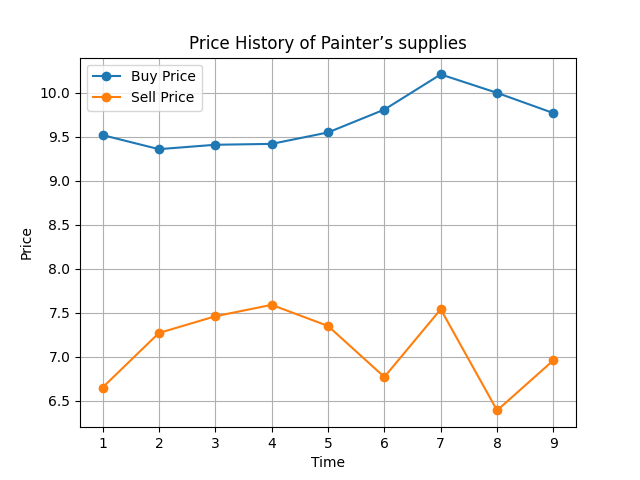 Price History of Painter’s supplies
Buy Price
Sell Price
10.0
9.5
9.0
8.5
8.0
7.5
7.0
6.5
Price
1 2 3 4 5 6 7 8 9
Time